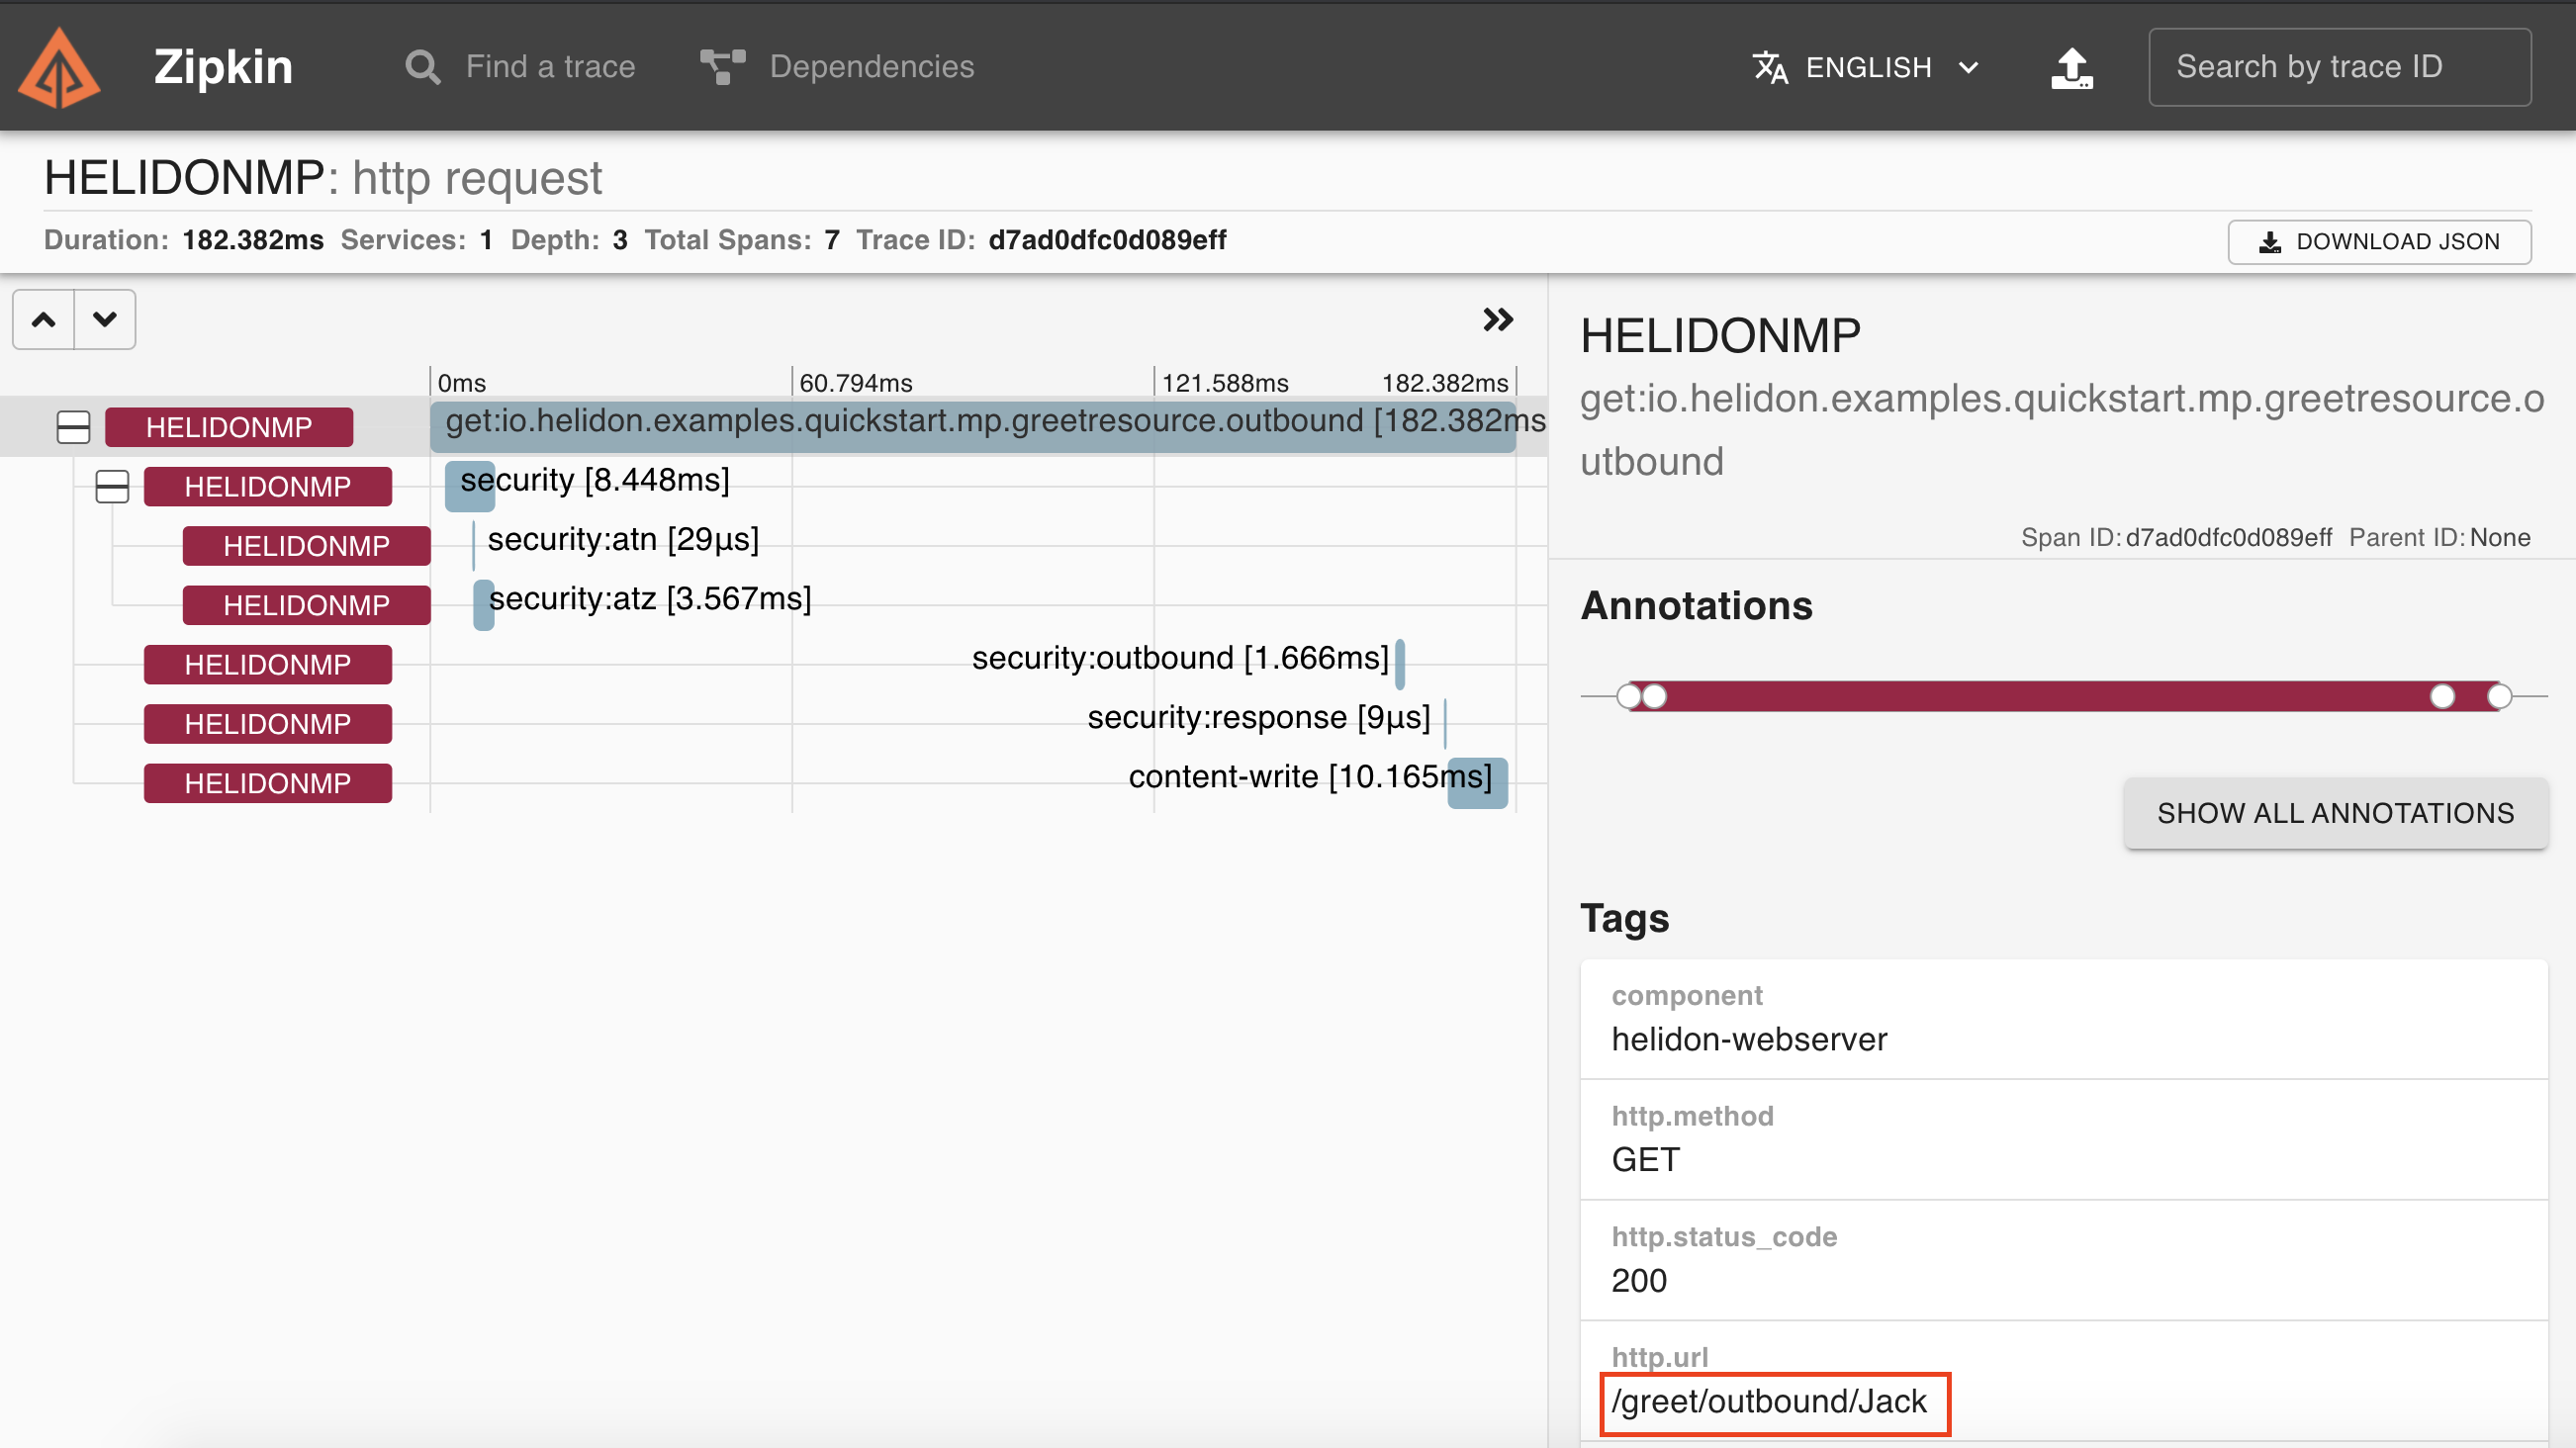 Zipkin
Find a trace
Dependencies
ENGLISH
Search by trace ID
HELIDONMP: http request
Duration: 182.382ms Services: 1 Depth: 3 Total Spans: 7 Trace ID: d7ad0dfc0d089eff
DOWNLOAD JSON
0ms
60.794ms
121.588ms
182.382ms
HELIDONMP
get:io.helidon.examples.quickstart.mp.greetresource.outbound [182.382ms
HELIDONMP
security [8.448ms]
HELIDONMP
security:atn [29μs]
HELIDONMP
security:atz [3.567ms]
HELIDONMP
security:outbound [1.666ms]
HELIDONMP
security:response [9μs]
HELIDONMP
content-write [10.165ms]
HELIDONMP
get:io.helidon.examples.quickstart.mp.greetresource.o
utbound
Span ID: d7ad0dfc0d089eff Parent ID: None
Annotations
SHOW ALL ANNOTATIONS
Tags
component
helidon-webserver
http.method
GET
http.status_code
200
http.url
/greet/outbound/Jack